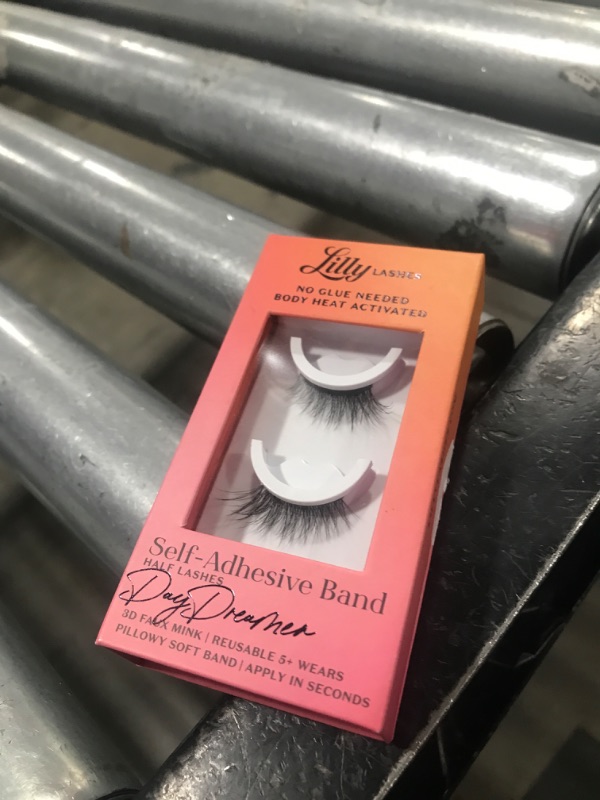 Lilly LASHES
NO GLUE NEEDED
BODY HEAT ACTIVATED
Self-Adhesive Band
HALF LASHES
Day Dreamer
3D FAUX MINK | REUSABLE 5+ WEARS
PILLOWY SOFT BAND | APPLY IN SECONDS